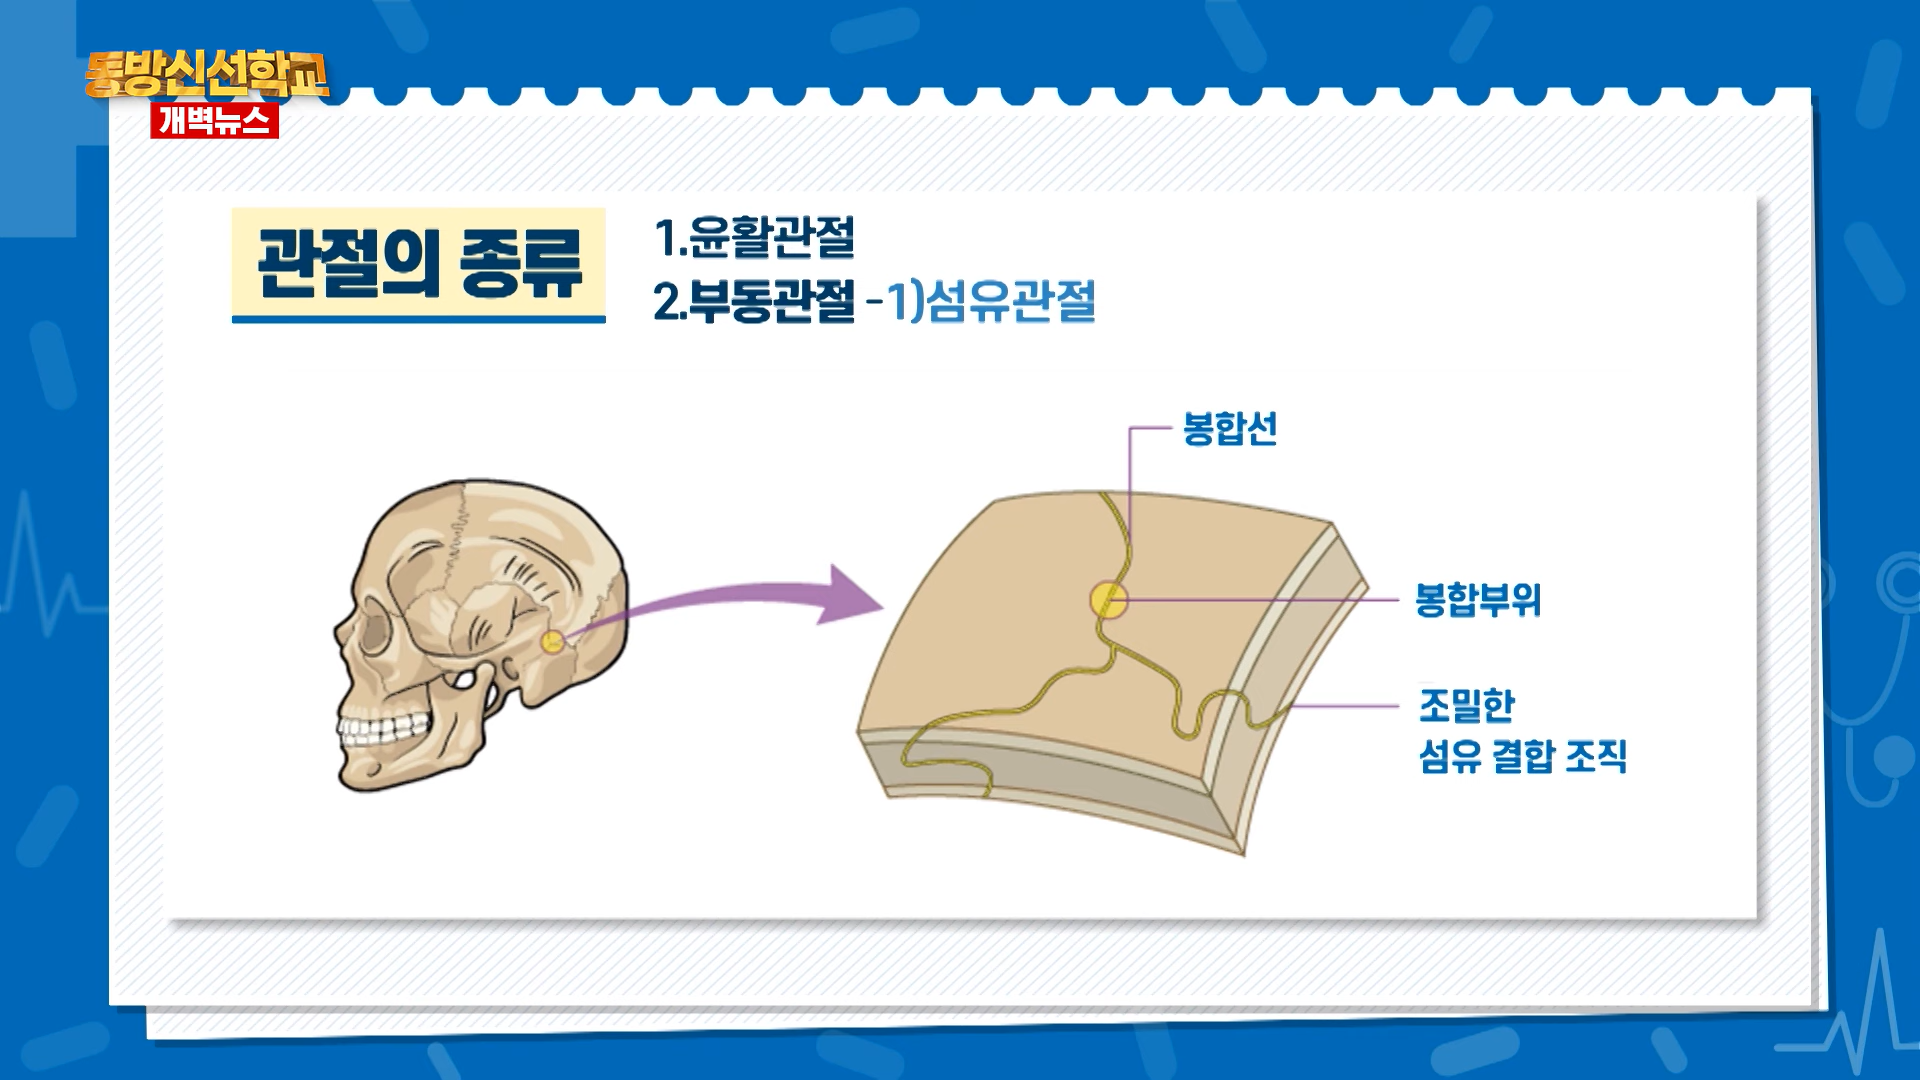 동방신선학교
개벽뉴스
관절의 종류
1.윤활관절
2.부동관절 -1)섬유관절
봉합선
봉합부위
조밀한
섬유 결합 조직